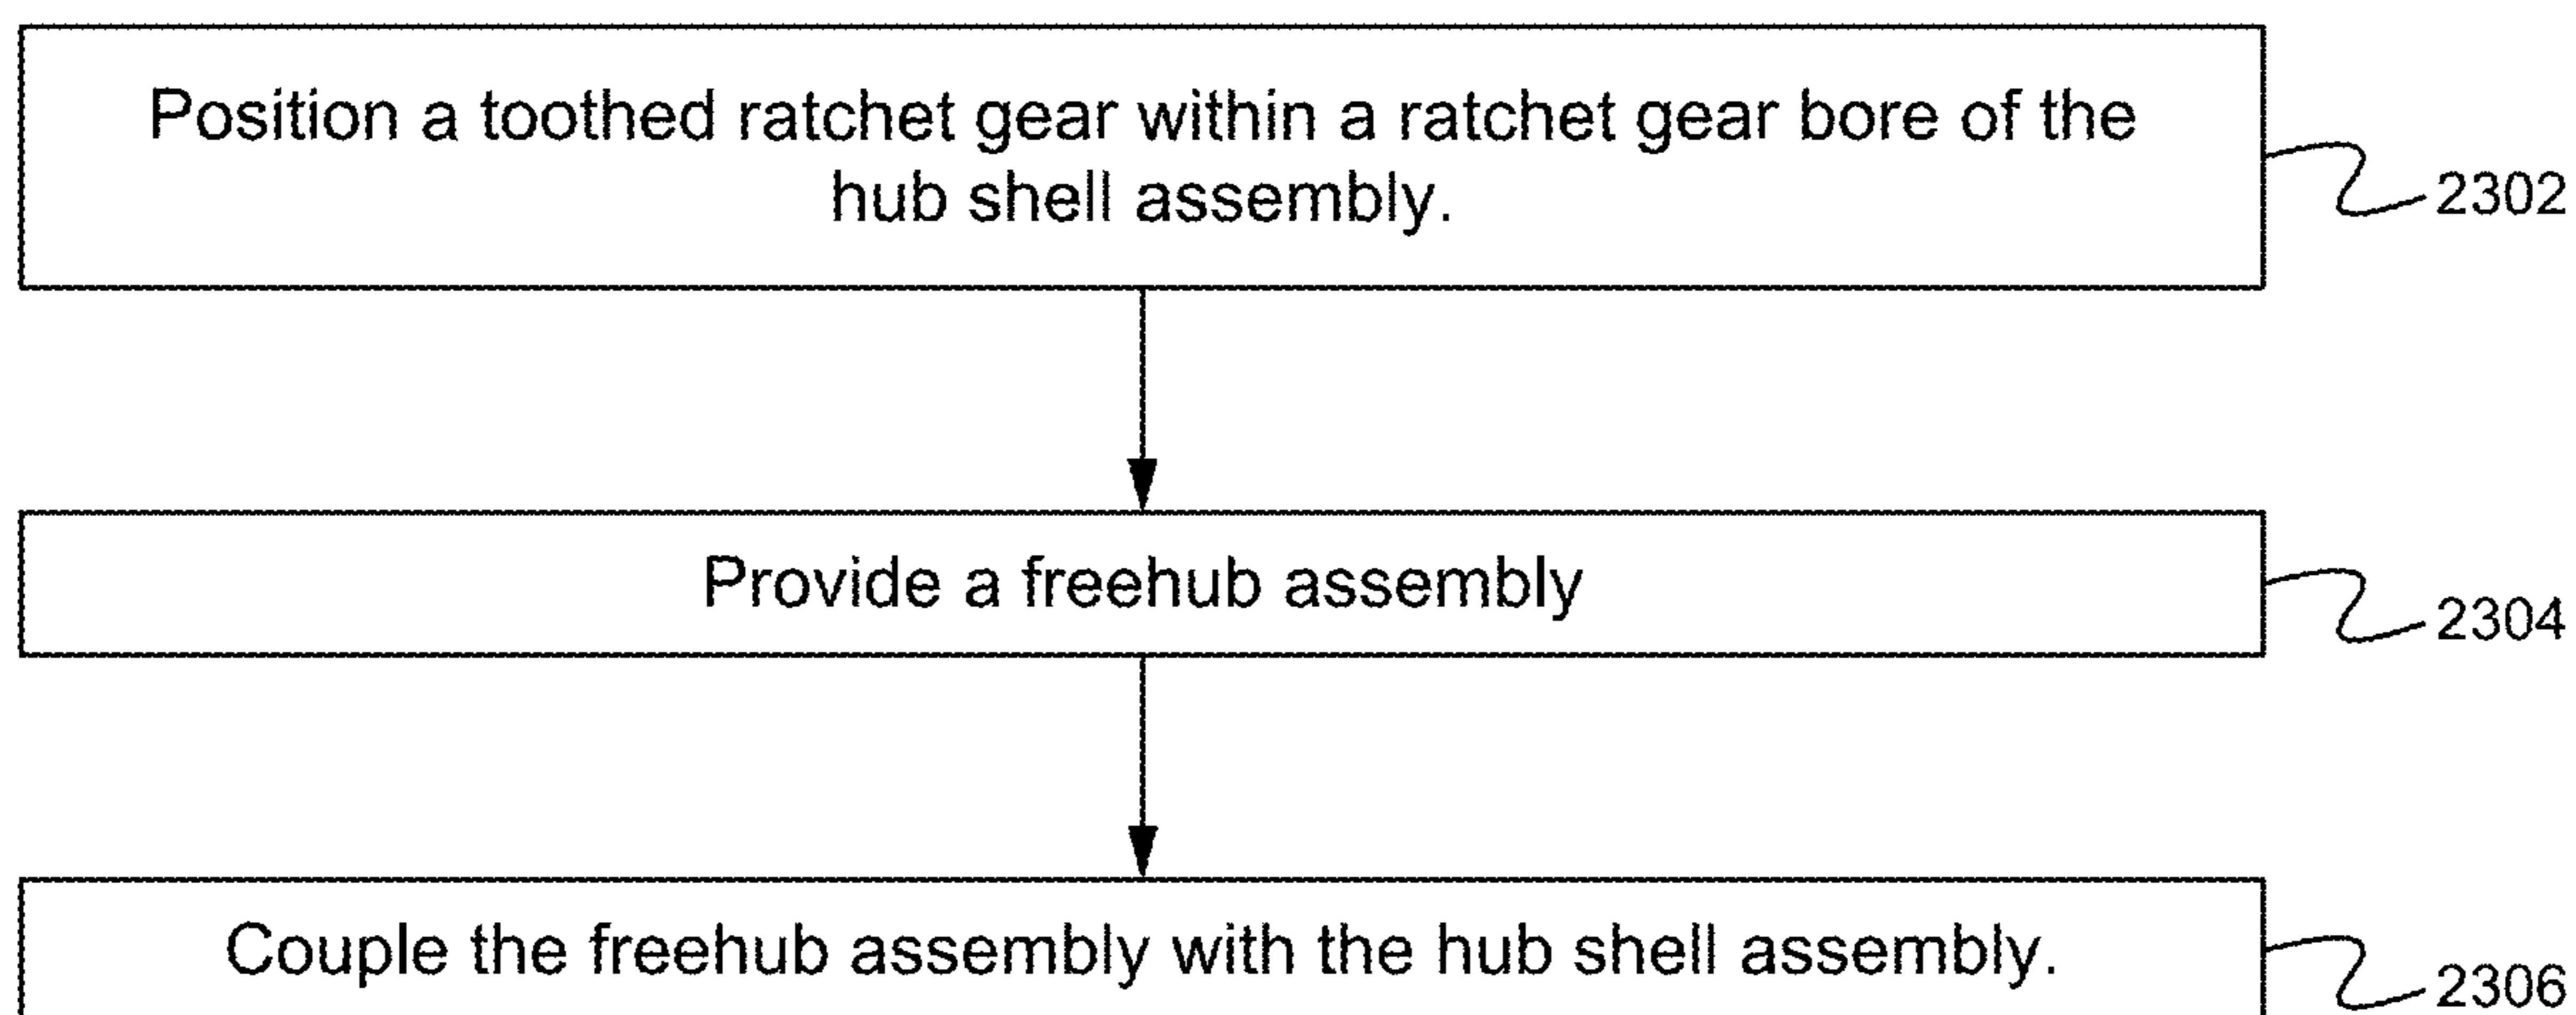 Position a toothed ratchet gear within a ratchet gear bore of the
hub shell assembly.
2302
Provide a freehub assembly
2304
Couple the freehub assembly with the hub shell assembly.
2306